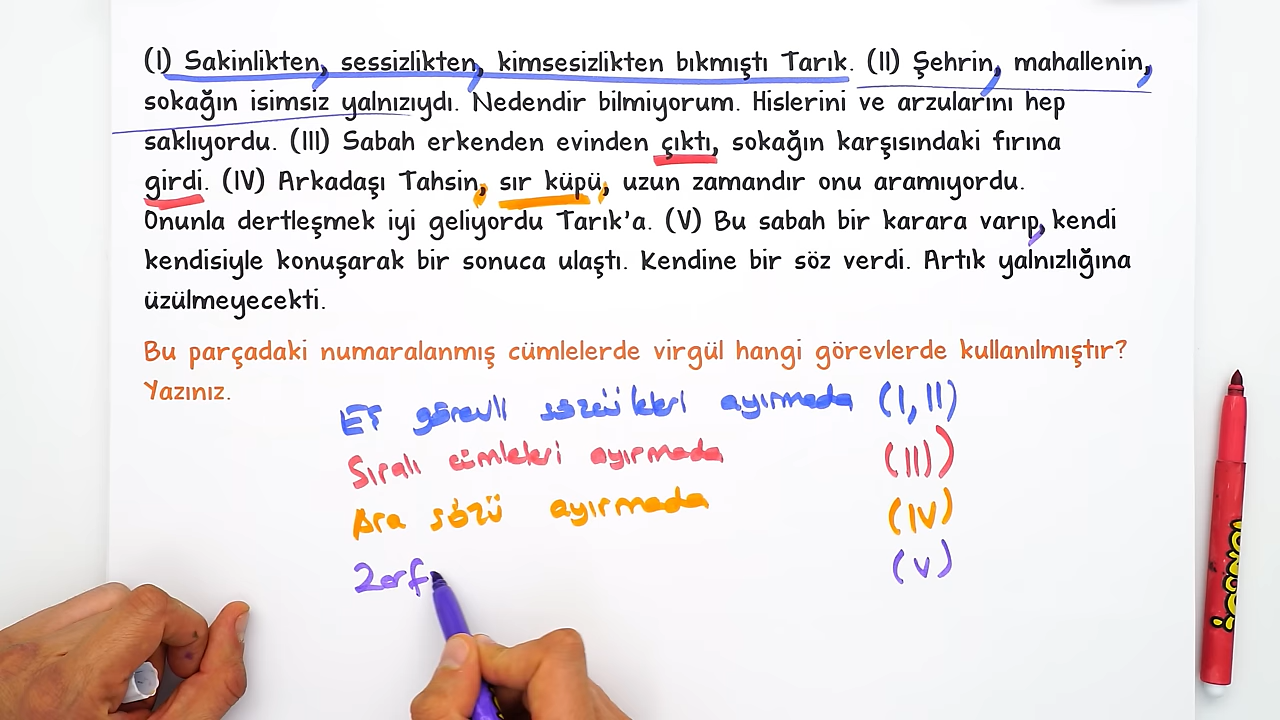 (I) Sakinlikten, sessizlikten, kimsesizlikten bıkmıştı Tarık. (II) Şehrin, mahallenin,
sokağın isimsiz yalnızıydı. Nedendir bilmiyorum. Hislerini ve arzularını hep
saklıyordu. (III) Sabah erkenden evinden çıktı, sokağın karşısındaki fırına
girdi. (IV) Arkadaşı Tahsin, sır küpü, uzun zamandır onu aramıyordu.
Onunla dertleşmek iyi geliyordu Tarık'a. (V) Bu sabah bir karara varıp, kendi
kendisiyle konuşarak bir sonuca ulaştı. Kendine bir söz verdi. Artık yalnızlığına
üzülmeyecekti.
Bu parçadaki numaralanmış cümlelerde virgül hangi görevlerde kullanılmıştır?
Yazınız.
Eş görevli sözcükleri ayırmada (I, II)
Sıralı cümleleri ayırmada (III)
Ara sözü ayırmada (IV)
Zarf (V)